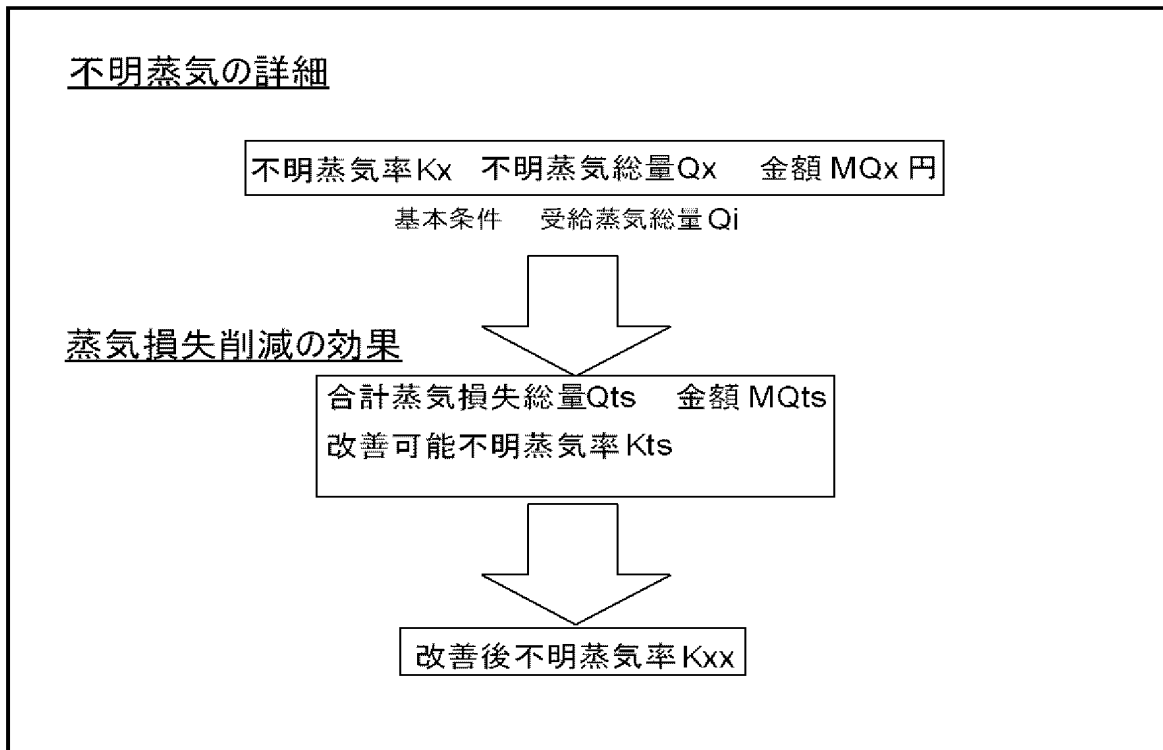 不明蒸気の詳細
不明蒸気率Kx 不明蒸気総量Qx 金額 MQx 円
基本条件 受給蒸気総量Qi
蒸気損失削減の効果
合計蒸気損失総量Qts 金額 MQts
改善可能不明蒸気率Kts
改善後不明蒸気率Kxx